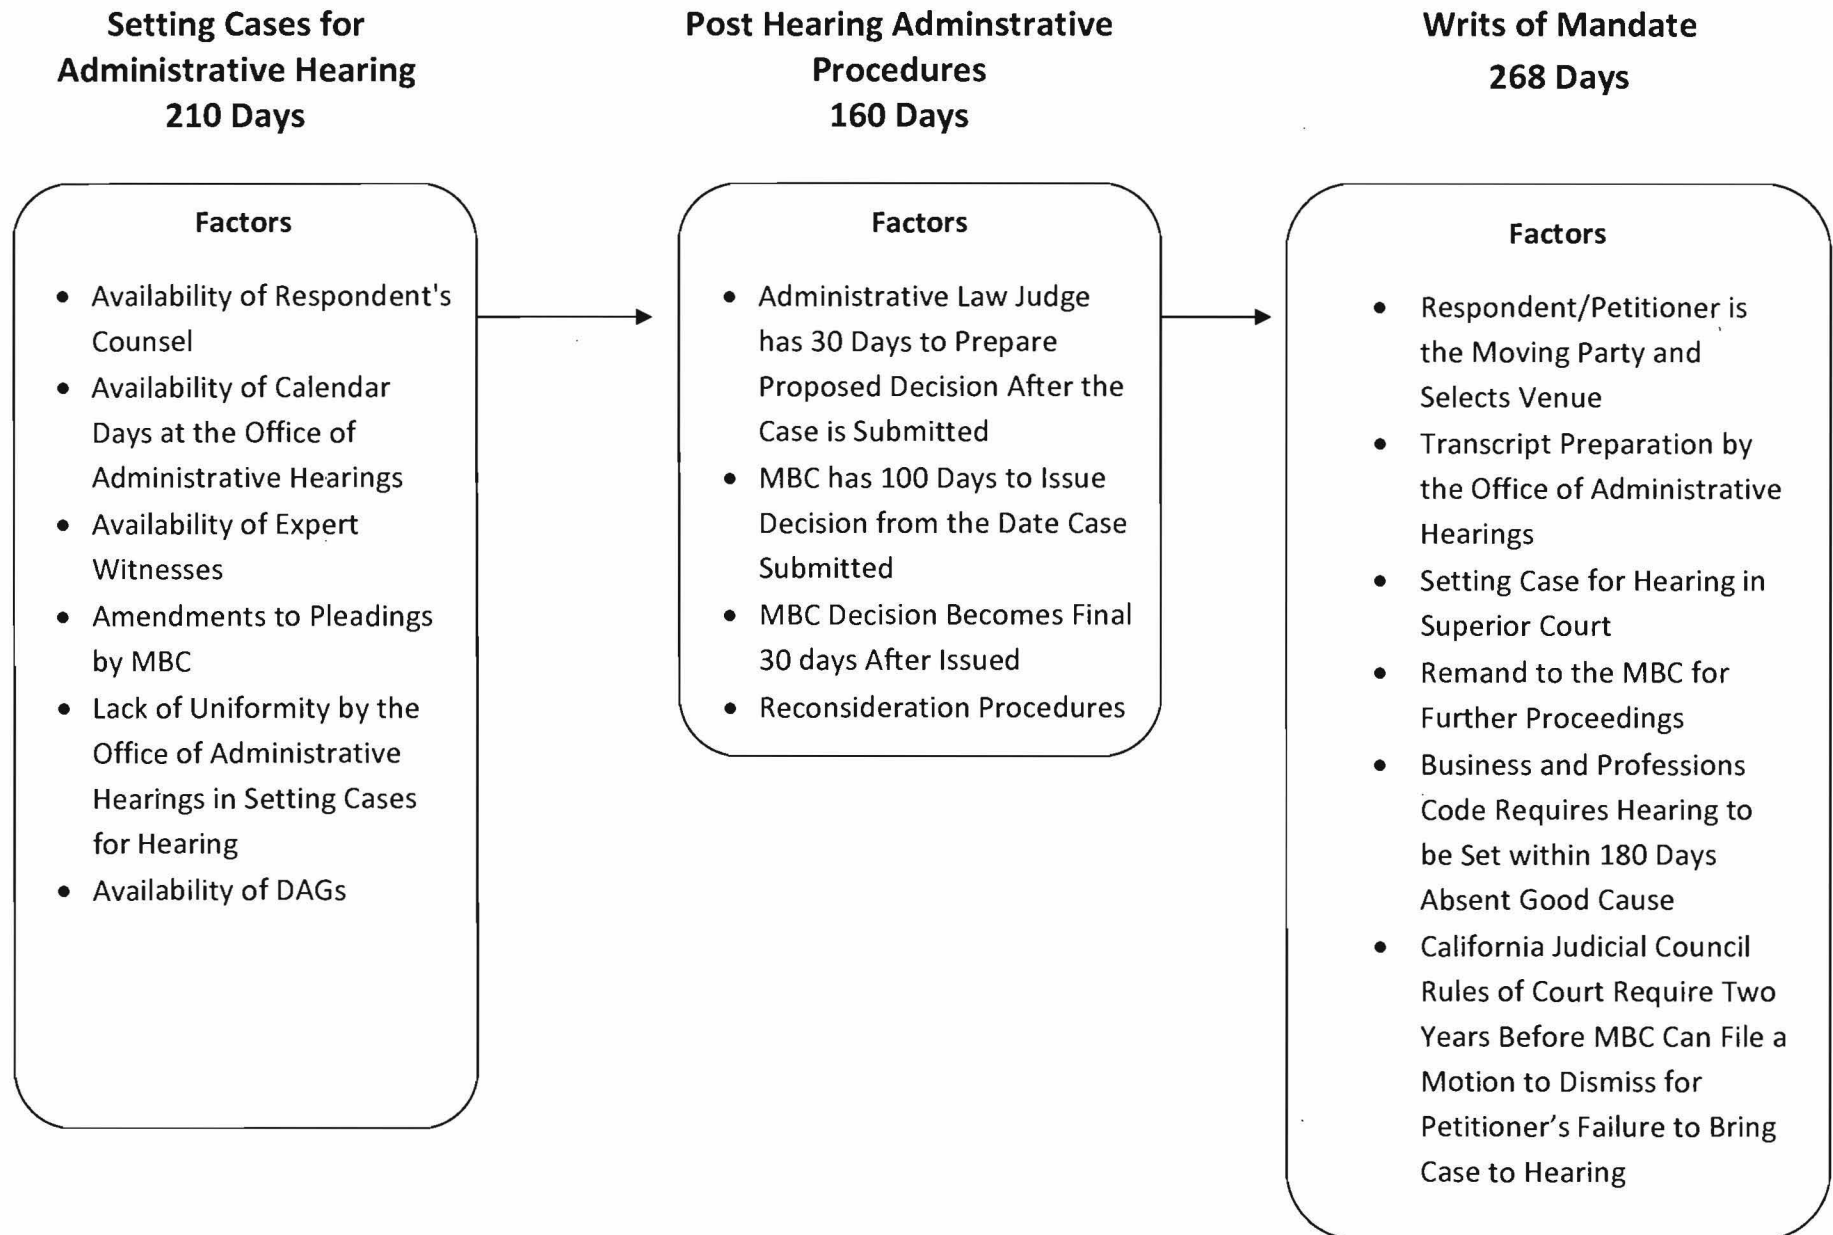 Setting Cases for
Administrative Hearing
210 Days
Factors
• Availability of Respondent's
Counsel
• Availability of Calendar
Days at the Office of
Administrative Hearings
• Availability of Expert
Witnesses
• Amendments to Pleadings
by MBC
• Lack of Uniformity by the
Office of Administrative
Hearings in Setting Cases
for Hearing
• Availability of DAGs
Post Hearing Adminstrative
Procedures
160 Days
Factors
• Administrative Law Judge
has 30 Days to Prepare
Proposed Decision After the
Case is Submitted
• MBC has 100 Days to Issue
Decision from the Date Case
Submitted
• MBC Decision Becomes Final
30 days After Issued
• Reconsideration Procedures
Writs of Mandate
268 Days
Factors
• Respondent/Petitioner is
the Moving Party and
Selects Venue
• Transcript Preparation by
the Office of Administrative
Hearings
• Setting Case for Hearing in
Superior Court
• Remand to the MBC for
Further Proceedings
• Business and Professions
Code Requires Hearing to
be Set within 180 Days
Absent Good Cause
• California Judicial Council
Rules of Court Require Two
Years Before MBC Can File a
Motion to Dismiss for
Petitioner's Failure to Bring
Case to Hearing